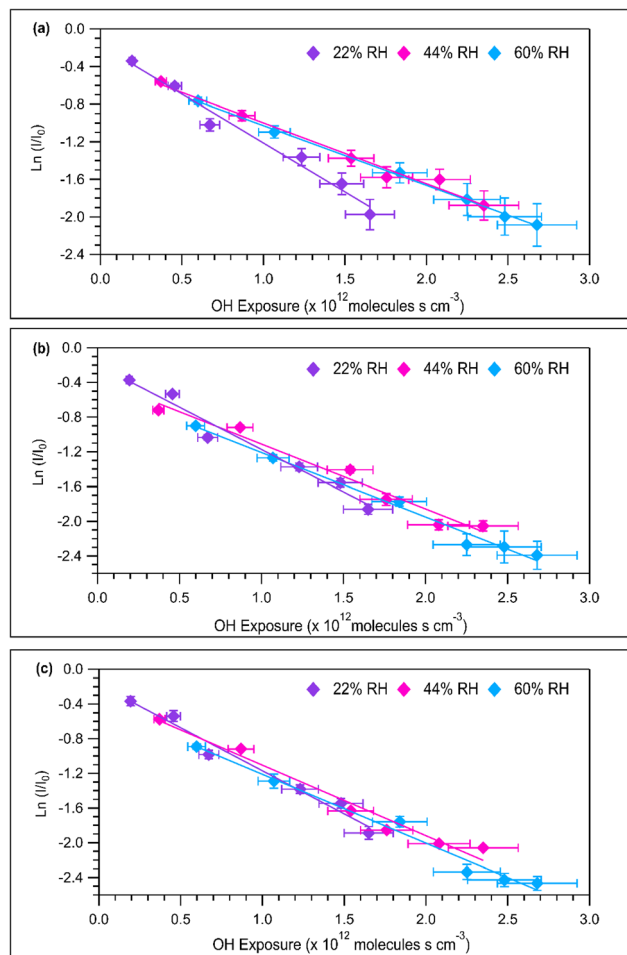 (a)
22% RH 44% RH 60% RH
0.0
-0.4
-0.8
-1.2
-1.6
-2.0
-2.4
Ln (I/I0)
0.0 0.5 1.0 1.5 2.0 2.5 3.0
OH Exposure (x 10^12 molecules s cm^-3)
(b)
22% RH 44% RH 60% RH
0.0
-0.4
-0.8
-1.2
-1.6
-2.0
-2.4
Ln (I/I0)
0.0 0.5 1.0 1.5 2.0 2.5 3.0
OH Exposure (x 10^12 molecules s cm^-3)
(c)
22% RH 44% RH 60% RH
0.0
-0.4
-0.8
-1.2
-1.6
-2.0
-2.4
Ln (I/I0)
0.0 0.5 1.0 1.5 2.0 2.5 3.0
OH Exposure (x 10^12 molecules s cm^-3)